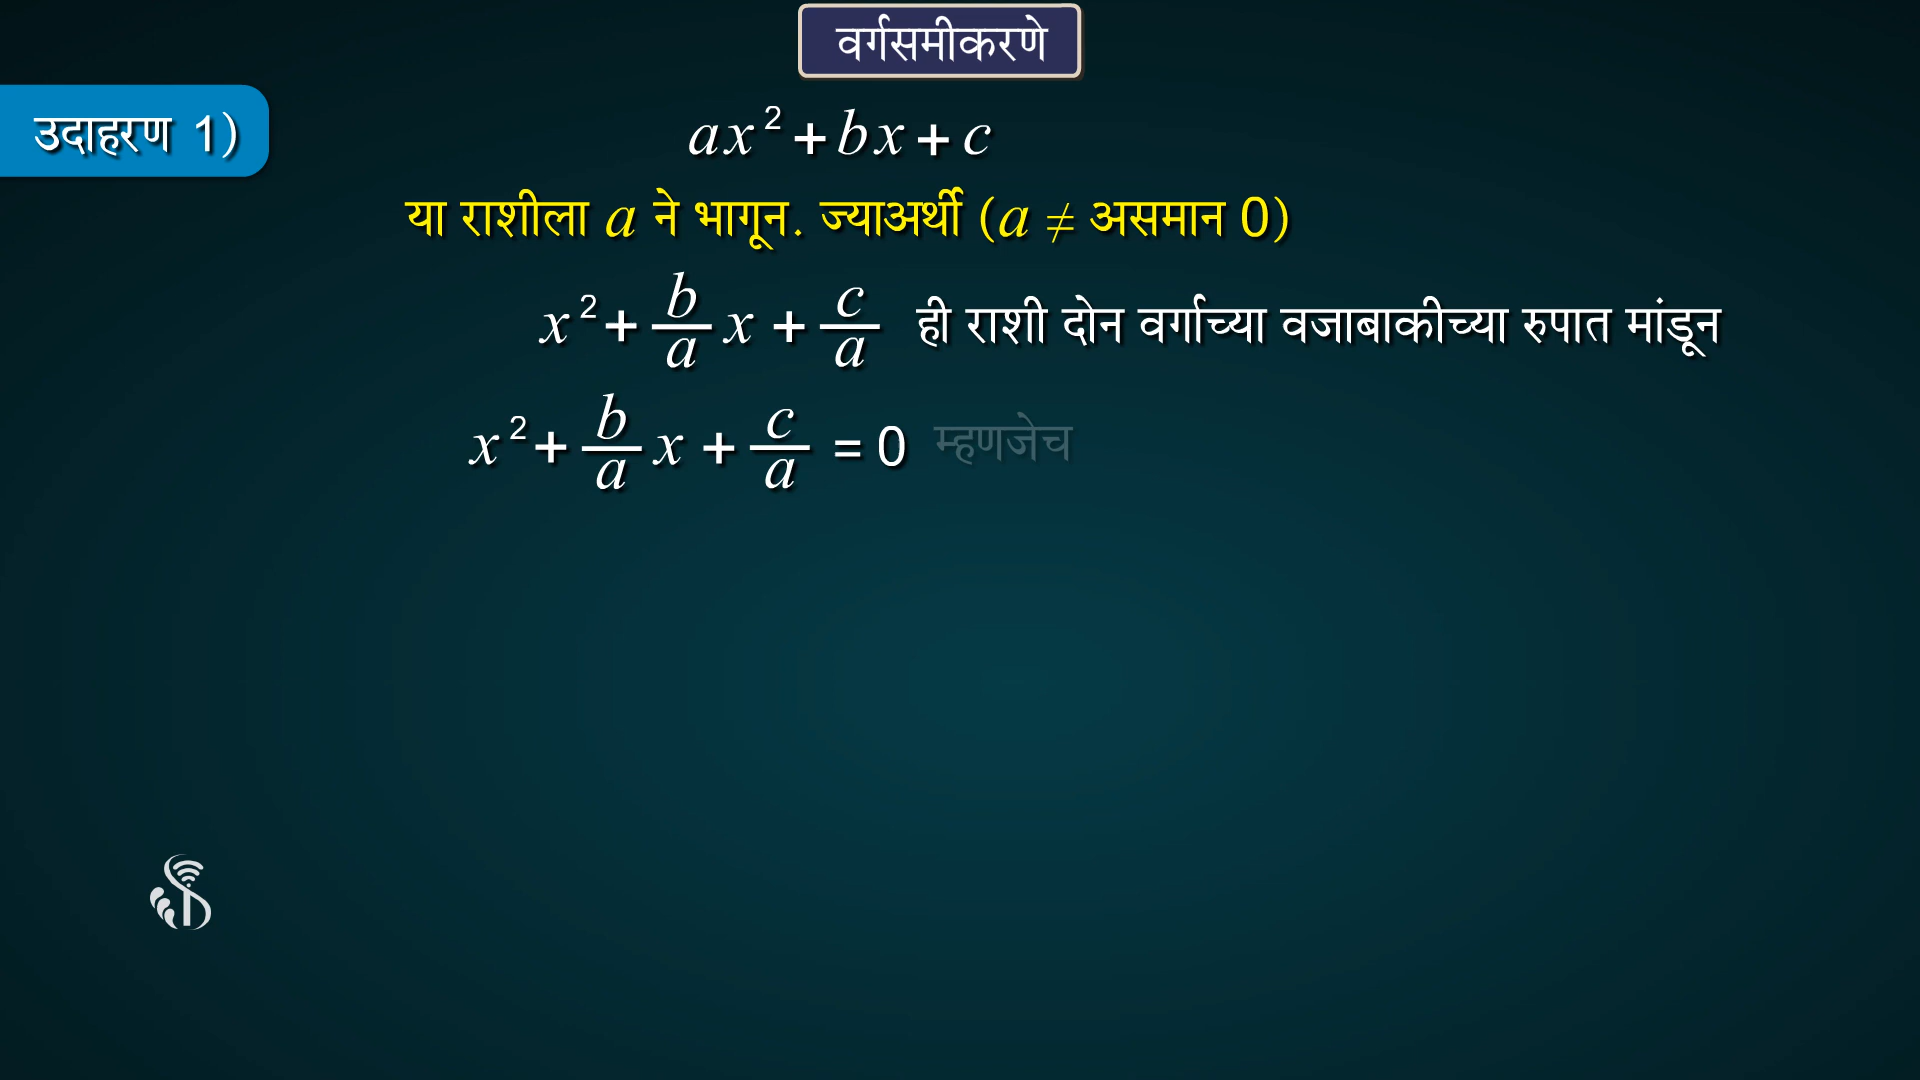 वर्गसमीकरणे
उदाहरण 1)
ax² + bx + c
या राशीला a ने भागून. ज्याअर्थी (a ≠ असमान 0)
x² + b/a x + c/a ही राशी दोन वर्गाच्या वजाबाकीच्या रुपात मांडून
x² + b/a x + c/a = 0 म्हणजेच